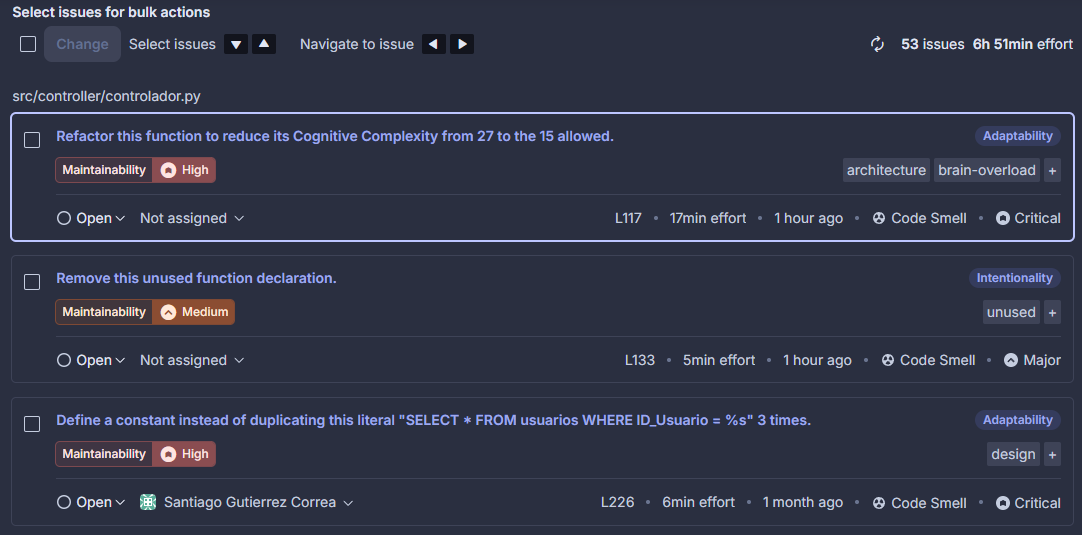 Select issues for bulk actions
Change Select issues Navigate to issue 53 issues 6h 51min effort
src/controller/controlador.py
Refactor this function to reduce its Cognitive Complexity from 27 to the 15 allowed. Adaptability
Maintainability High architecture brain-overload +
Open Not assigned L117 • 17min effort • 1 hour ago • Code Smell • Critical
Remove this unused function declaration. Intentionality
Maintainability Medium unused +
Open Not assigned L133 • 5min effort • 1 hour ago • Code Smell • Major
Define a constant instead of duplicating this literal "SELECT * FROM usuarios WHERE ID_Usuario = %s" 3 times. Adaptability
Maintainability High design +
Open Santiago Gutierrez Correa L226 • 6min effort • 1 month ago • Code Smell • Critical